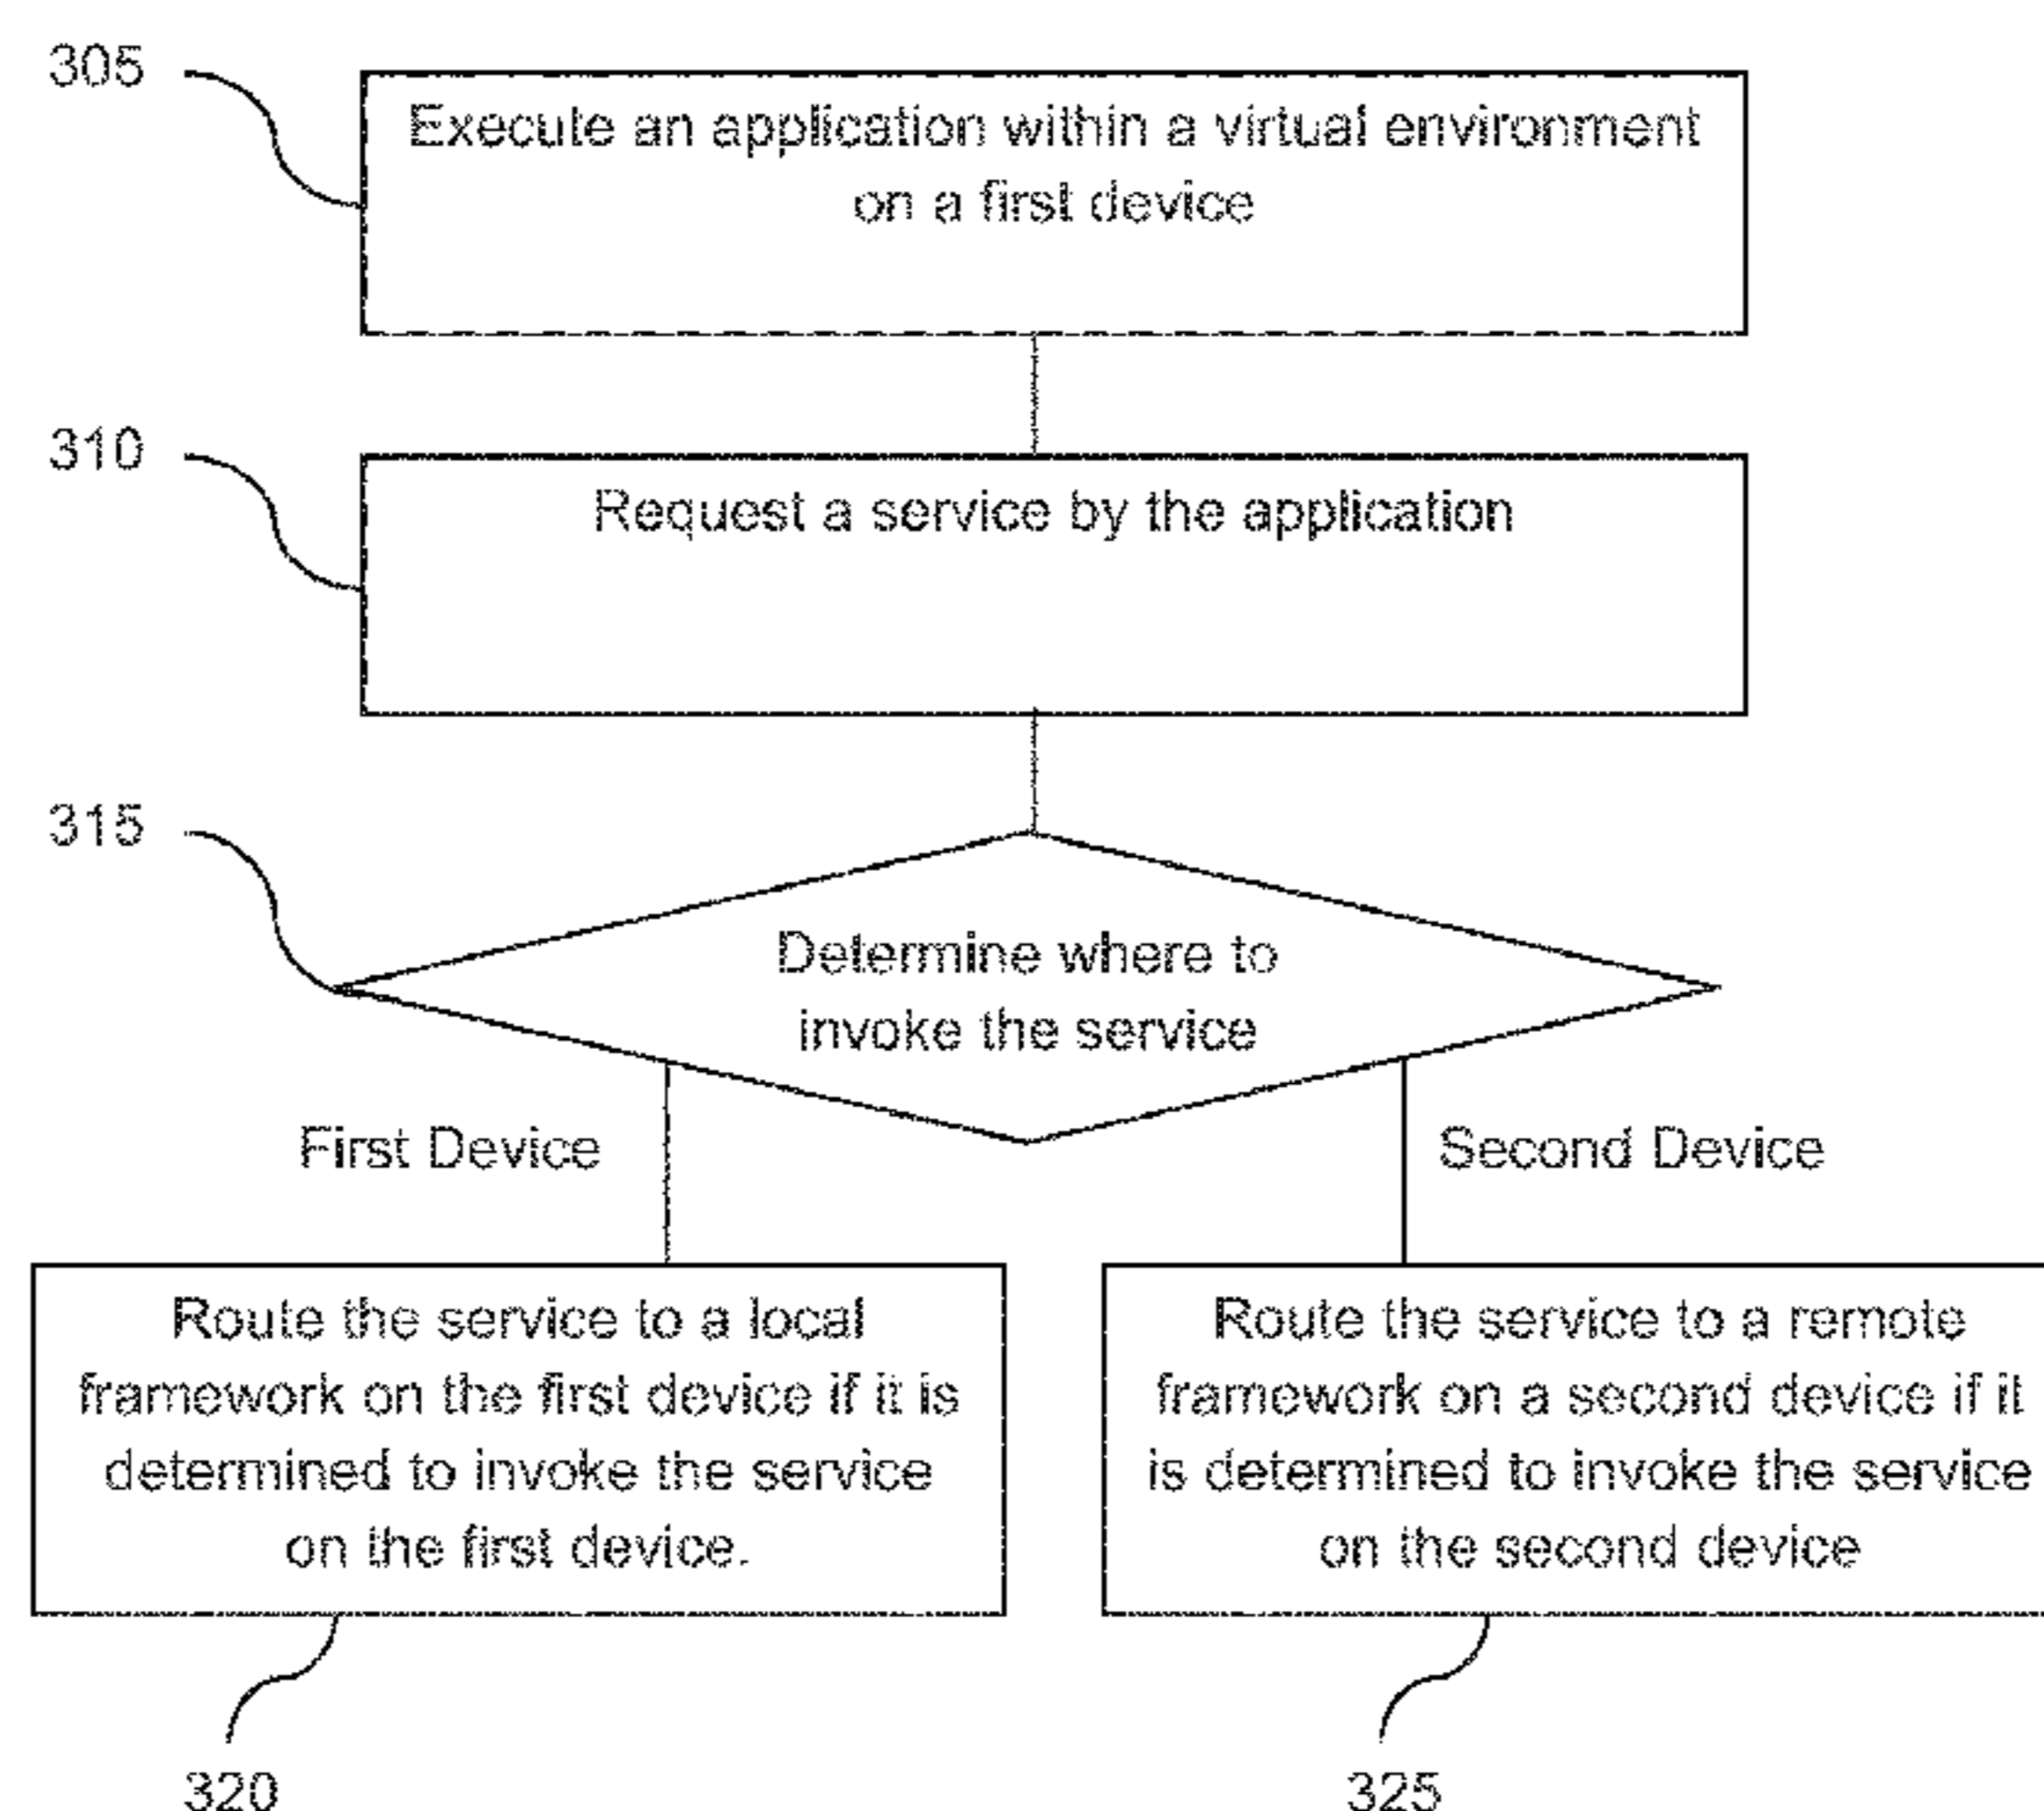 305
Execute an application within a virtual environment
on a first device
310
Request a service by the application
315
Determine where to
invoke the service
First Device
Second Device
Route the service to a local
framework on the first device if it is
determined to invoke the service
on the first device.
Route the service to a remote
framework on a second device if it
is determined to invoke the service
on the second device
320
325